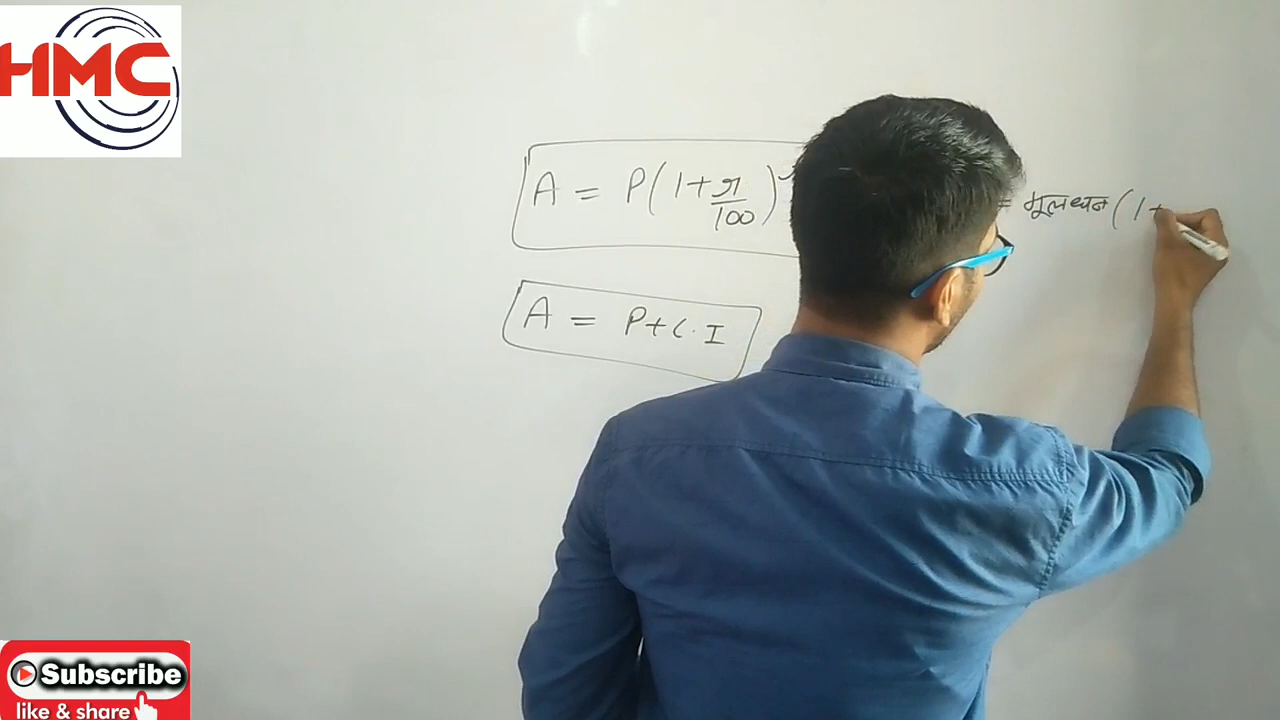 HMC
A = P(1+r/100)
= मूलधन (1+
A = P+C.I
Subscribe
like & share